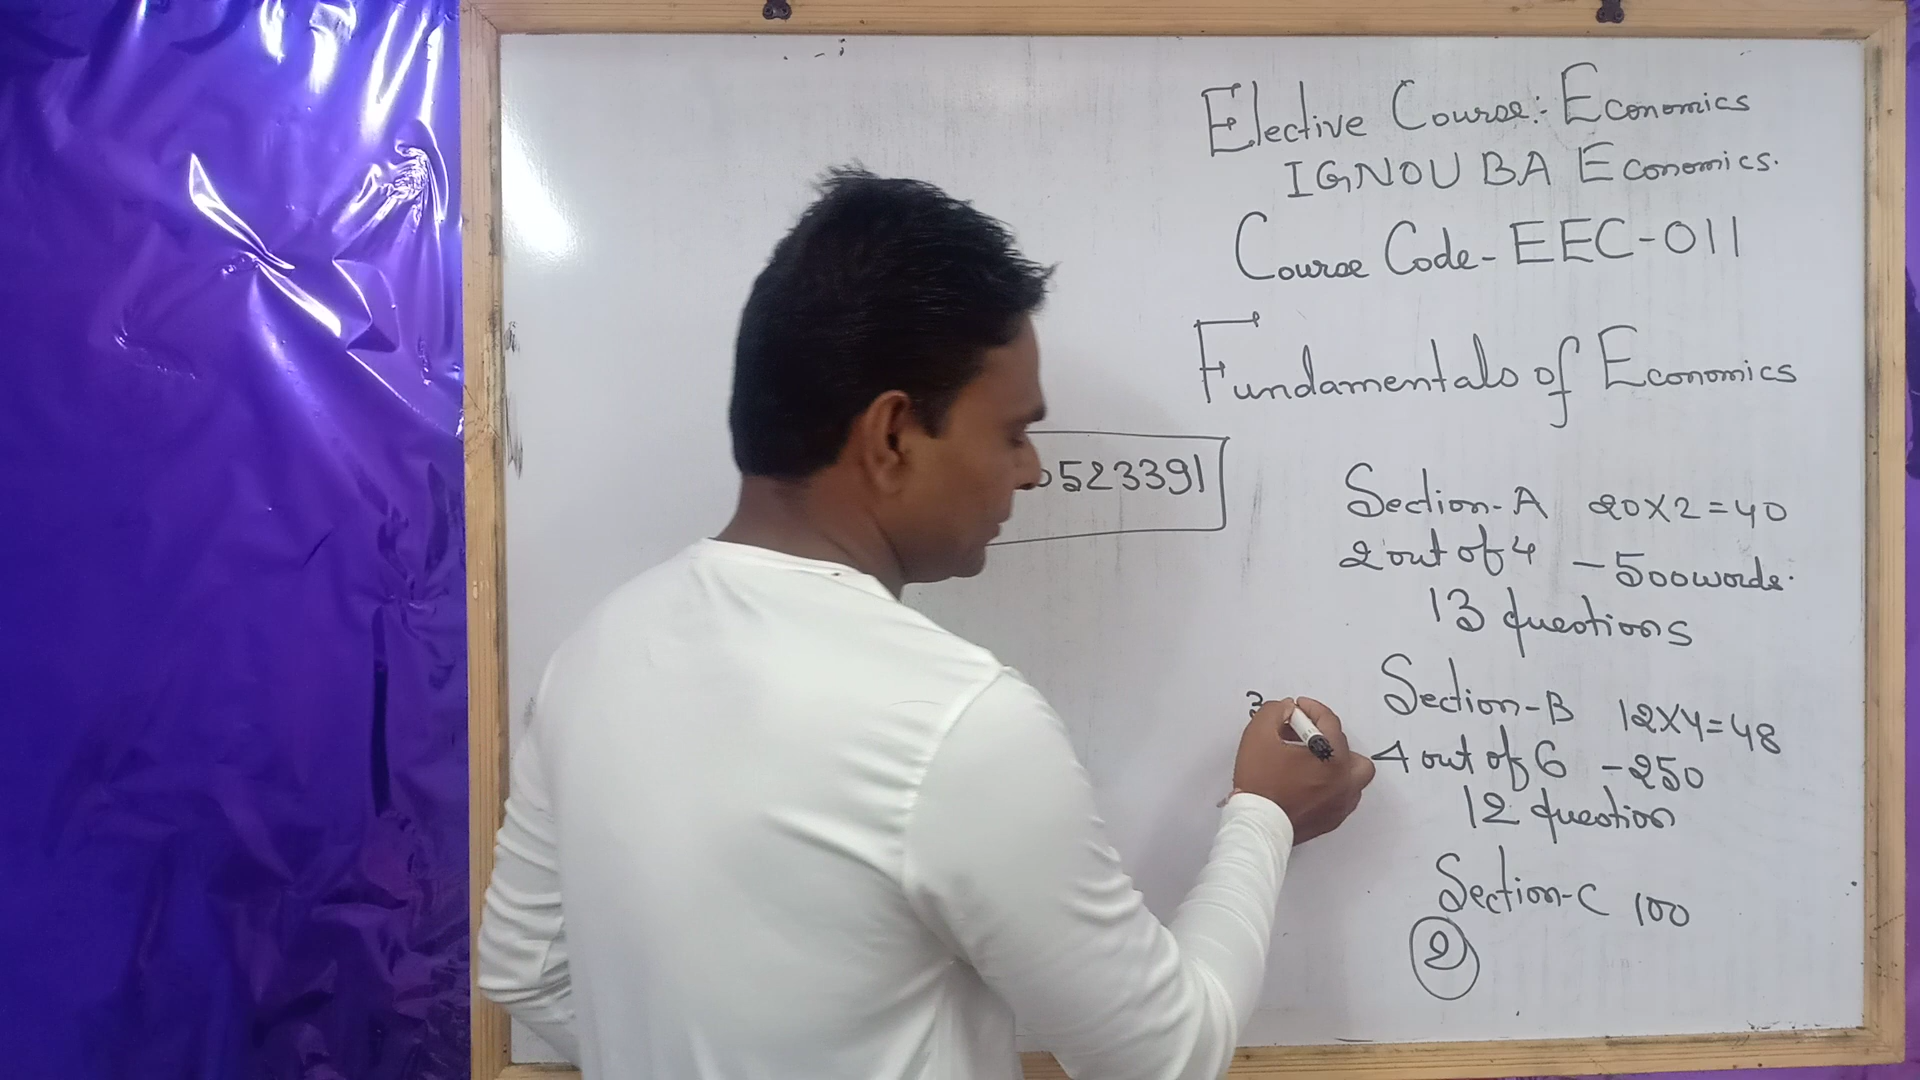 Elective Course:- Economics
IGNOU BA Economics.
Course Code- EEC-011
Fundamentals of Economics
523391
Section-A 20X2=40
2 out of 4 - 500 words.
13 questions
Section-B 12X4=48
4 out of 6 - 250
12 question
Section-C 100
2
3